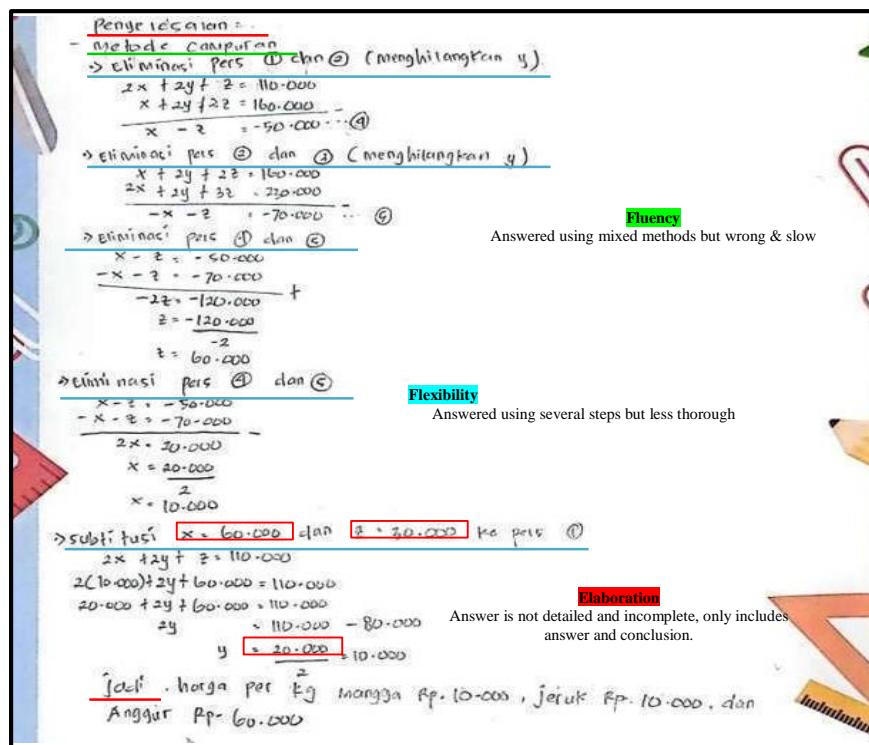 Penyelesaian = .
- Metode Campuran
-> Eliminasi pers ① dan ② (menghilangkan y)
2x + 2y + z = 110.000
x + 2y + 2z = 160.000
x - z = -50.000 ... ④
-> Eliminasi pers ② dan ③ (menghilangkan y)
x + 2y + 2z = 160.000
2x + 2y + 3z = 230.000
-x - z = -70.000 ... ⑤
Fluency
Answered using mixed methods but wrong & slow
-> Eliminasi pers ④ dan ⑤
x - z = -50.000
-x - z = -70.000
+
-2z = -120.000
z = -120.000
-2
z = 60.000
-> Eliminasi pers ④ dan ⑤
Flexibility
Answered using several steps but less thorough
x - z = -50.000
-x - z = -70.000
-
2x = 20.000
x = 20.000
2
x = 10.000
-> Subtitusi x = 60.000 dan z = 30.000 ke pers ①
2x + 2y + z = 110.000
2(10.000) + 2y + 60.000 = 110.000
20.000 + 2y + 60.000 = 110.000
2y = 110.000 - 80.000
y = 20.000 = 10.000
2
Elaboration
Answer is not detailed and incomplete, only includes
answer and conclusion.
jadi . harga per kg mangga Rp. 10.000 , jeruk Rp. 10.000 . dan
Anggur Rp. 60.000